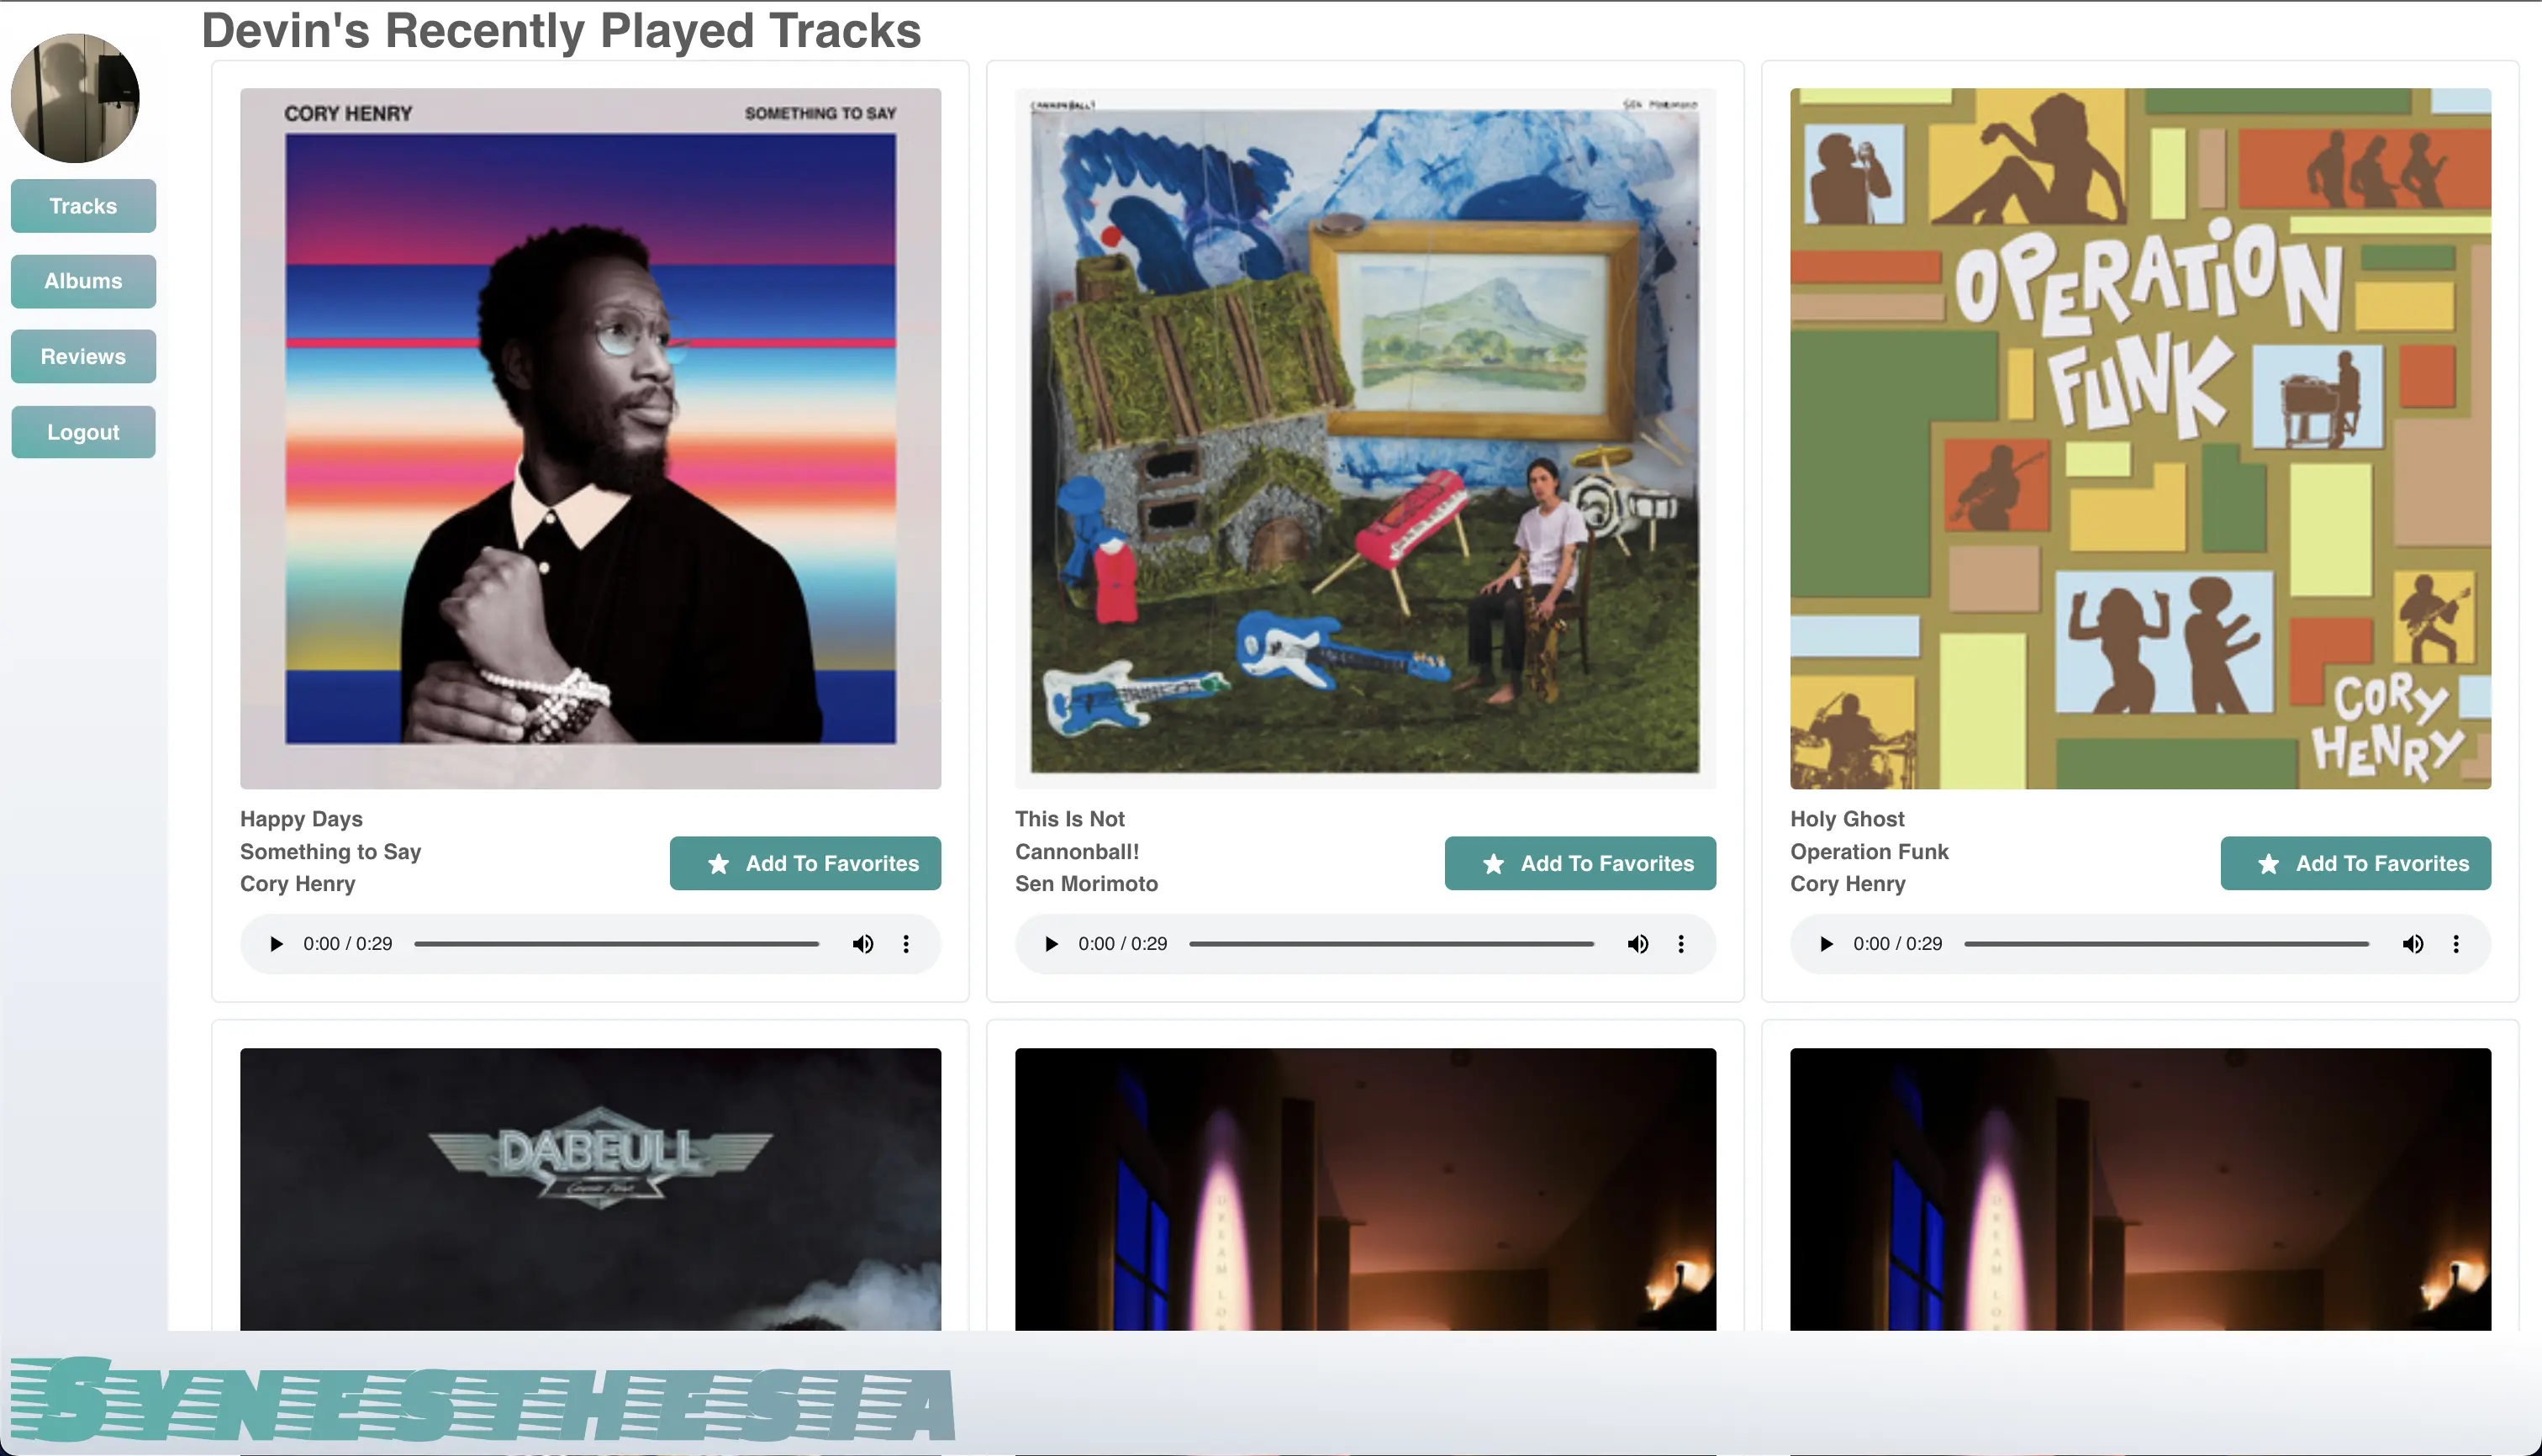 Devin's Recently Played Tracks
Tracks
Albums
Reviews
Logout
CORY HENRY SOMETHING TO SAY
Happy Days
Something to Say
Cory Henry
Add To Favorites
0:00 / 0:29
CANNONBALL! SEN MORIMOTO
This Is Not
Cannonball!
Sen Morimoto
Add To Favorites
0:00 / 0:29
OPERATION
FUNK
CORY
HENRY
Holy Ghost
Operation Funk
Cory Henry
Add To Favorites
0:00 / 0:29
DABEULL
SYNESTHESIA